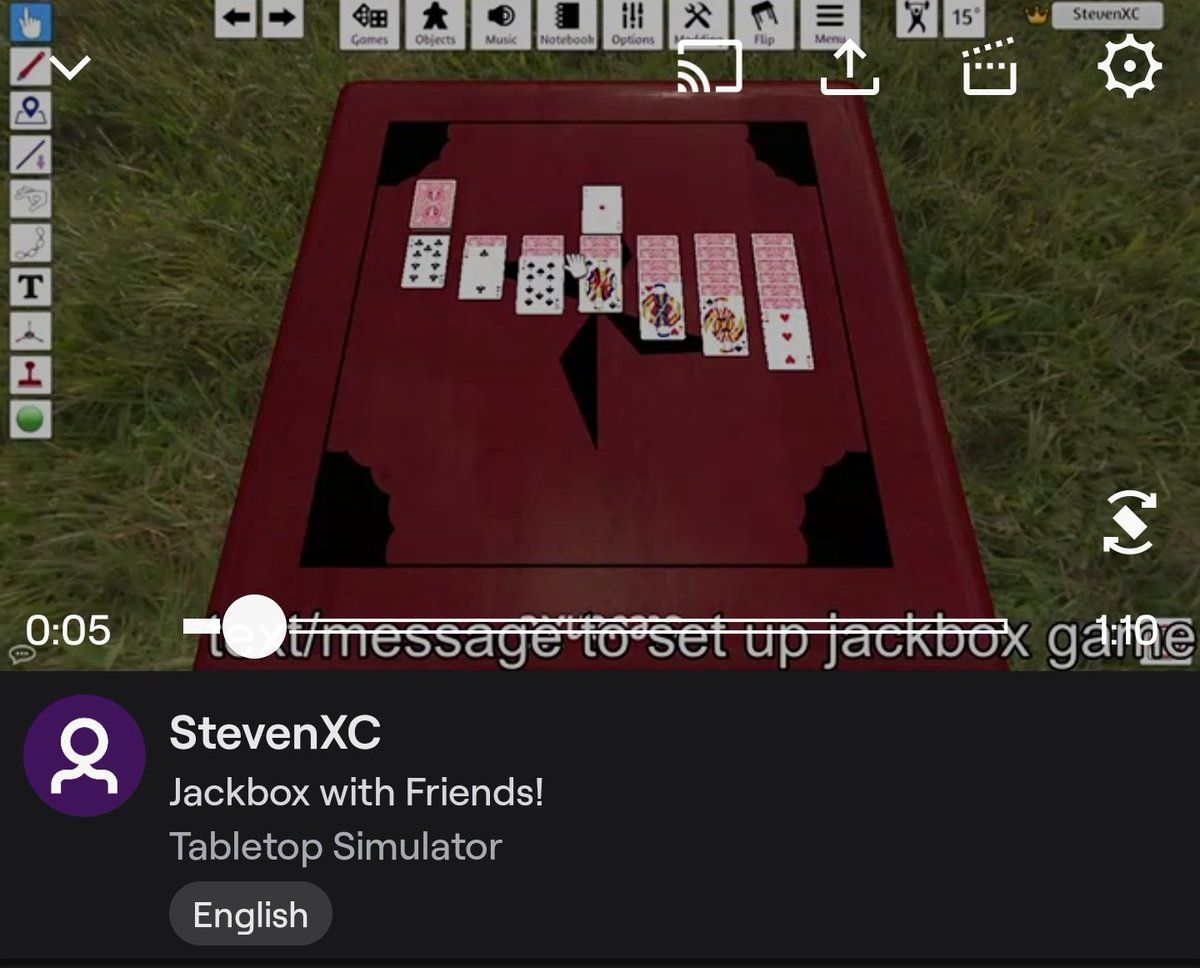 Games Objects Music Notebook Options Modding Flip Menu 15° StevenXC
T
0:05
text/message to set up jackbox game
1:10
StevenXC
Jackbox with Friends!
Tabletop Simulator
English